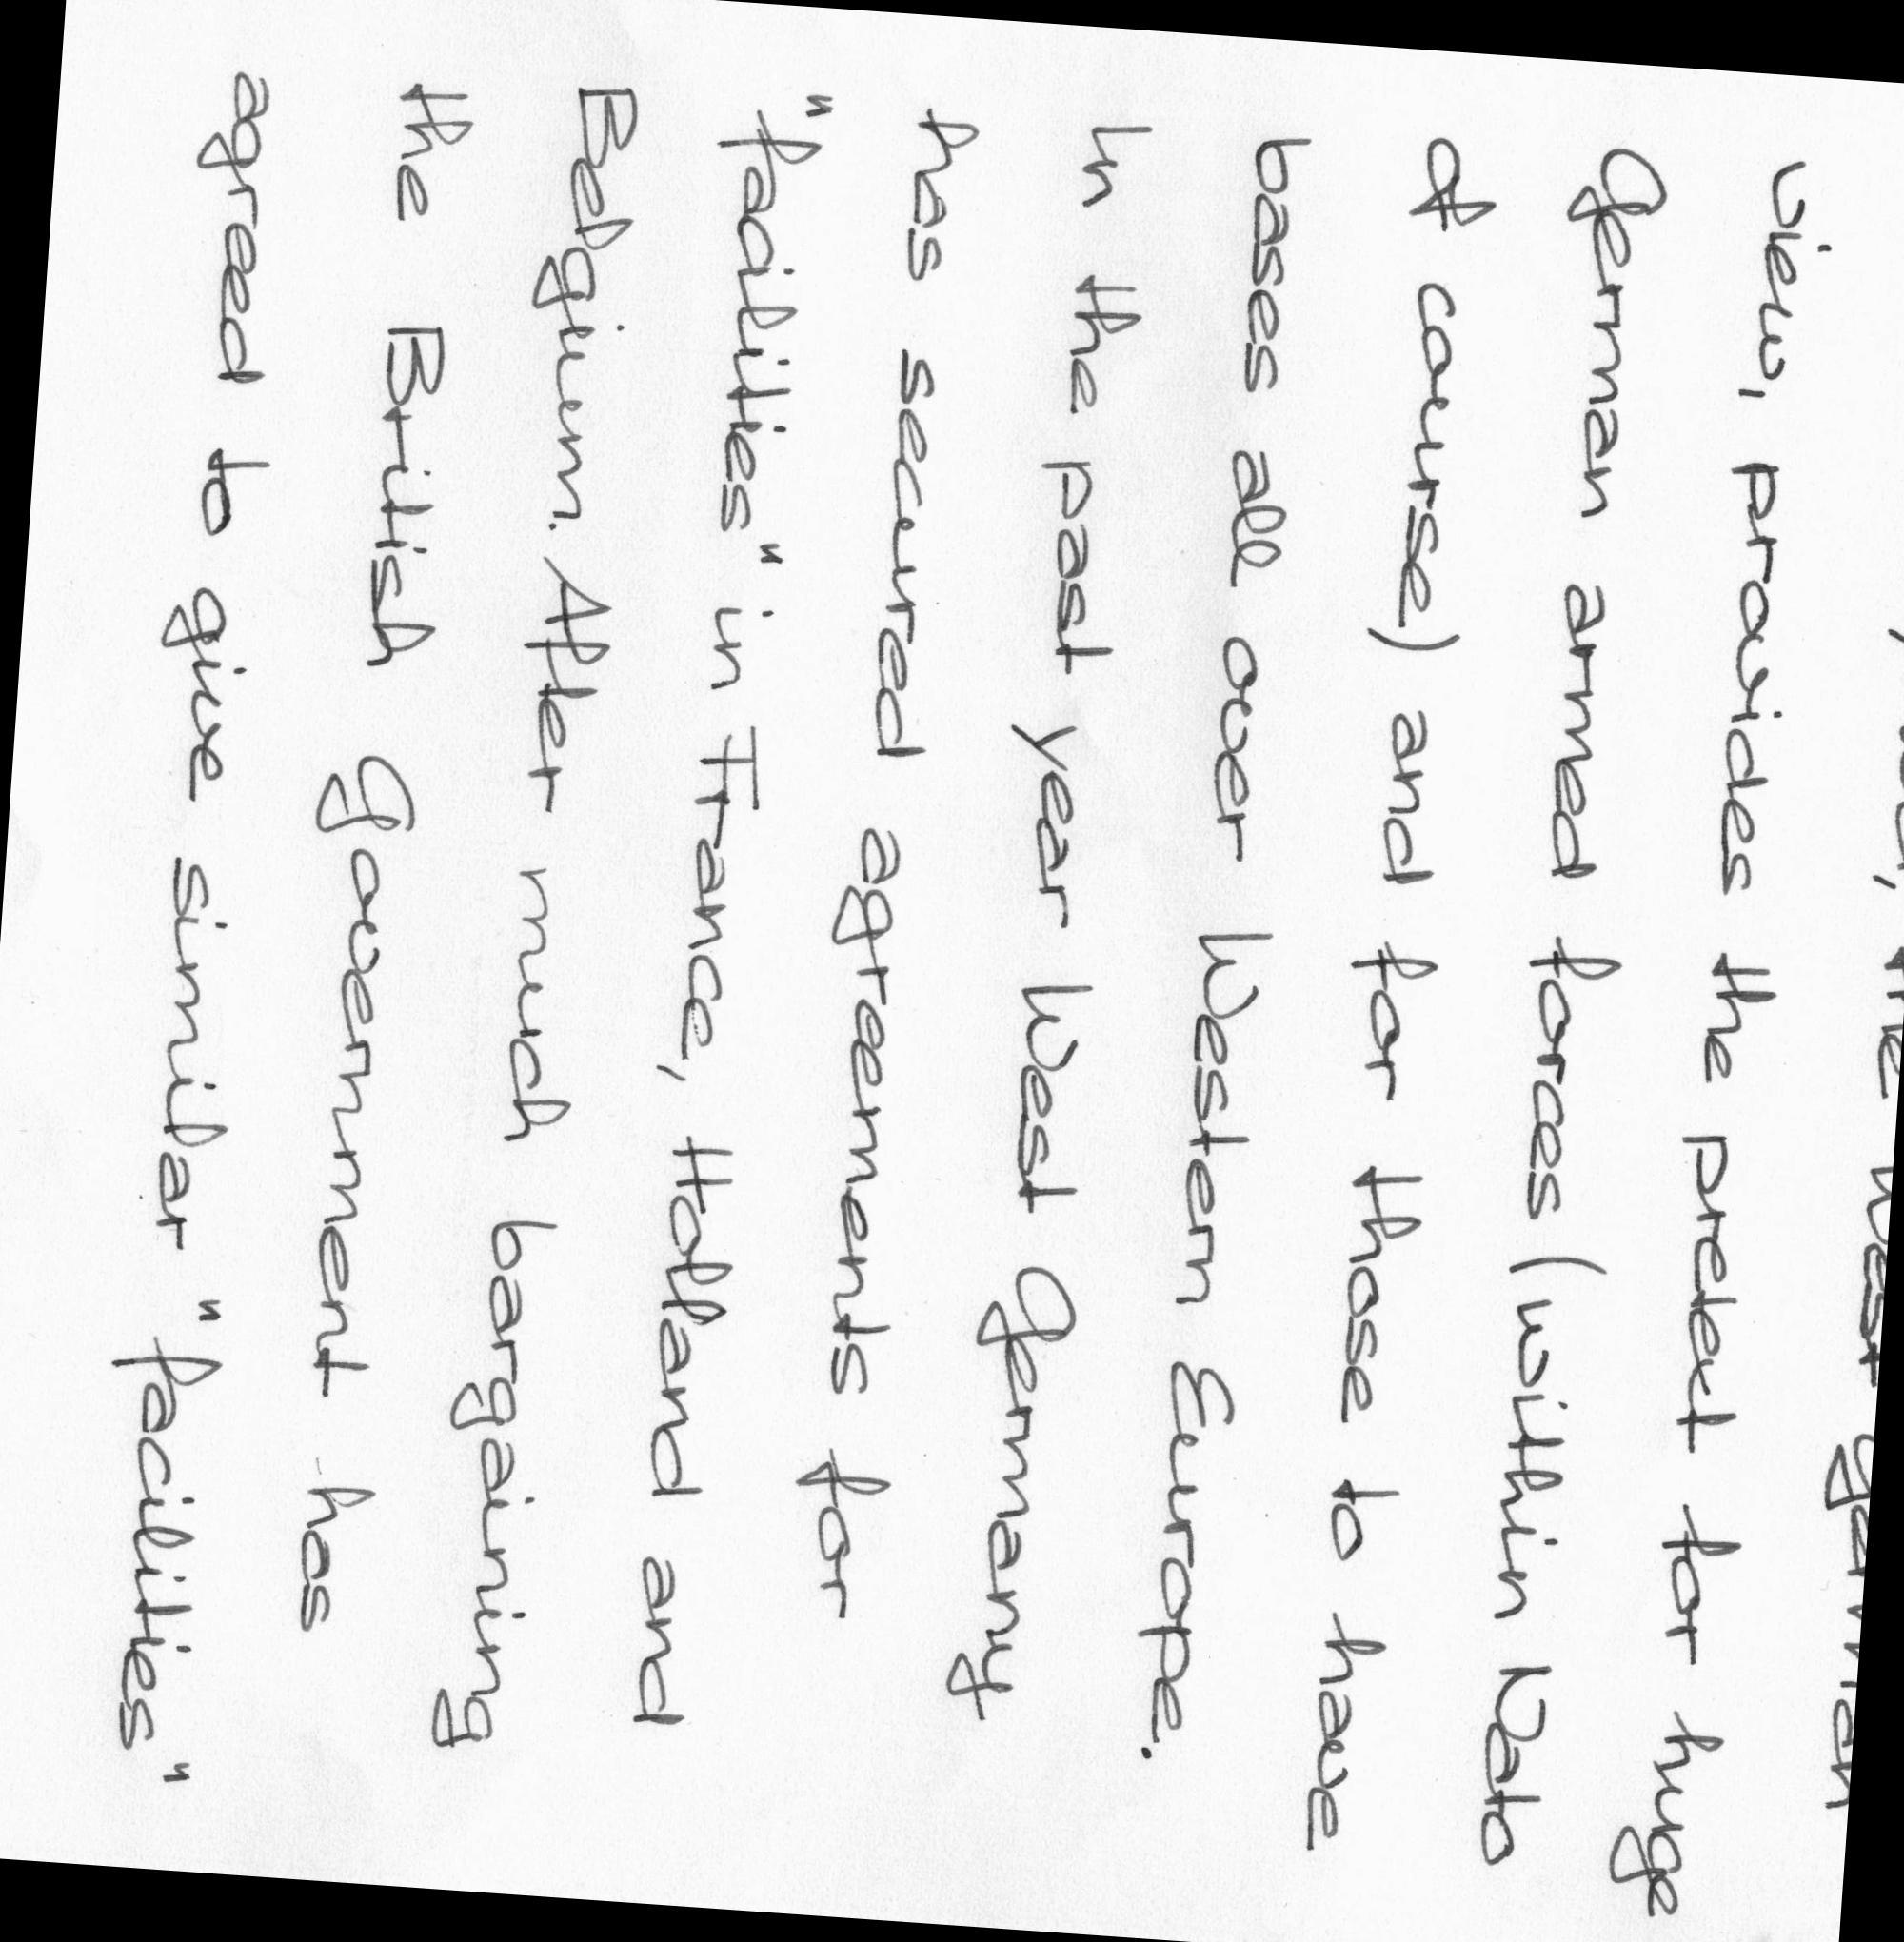 the West german
view, provides the pretext for huge
German armed forces (within Nato
of course) and for those to have
bases all over Western Europe.
In the past year West Germany
has secured agreements for
"facilities" in France, Holland and
Belgium. After much bargaining
the British Government has
agreed to give similar "facilities"